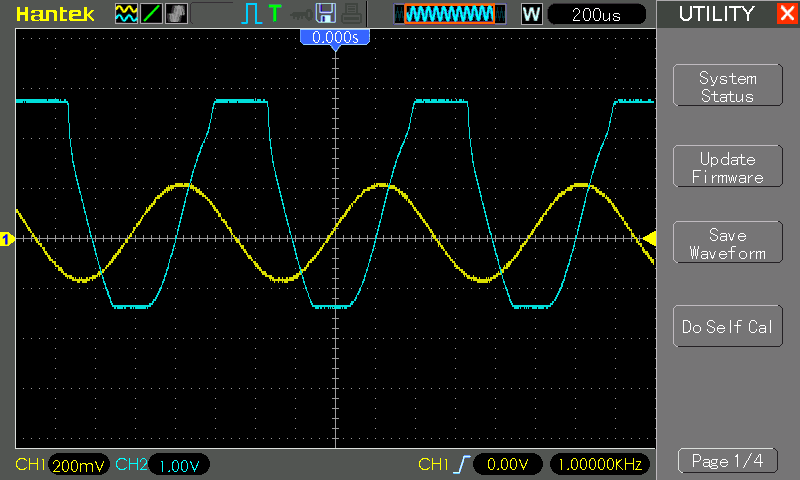 Hantek
T
W
200us
UTILITY
0.000s
System
Status
Update
Firmware
1
Save
Waveform
Do Self Cal
CH1 200mV CH2 1.00V CH1 0.00V 1.00000KHz
Page 1/4